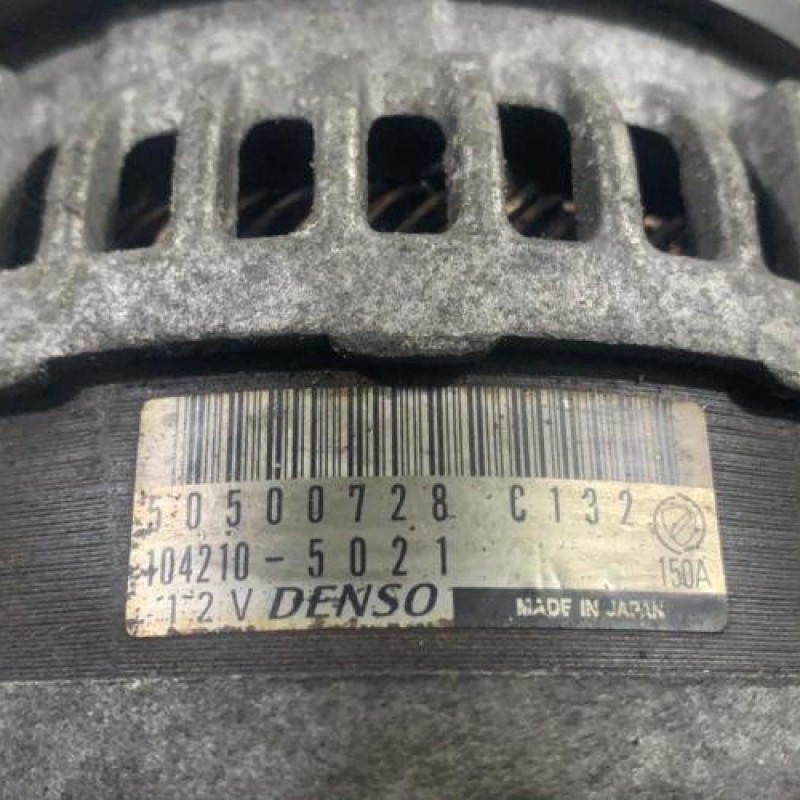 50500728 C132
104210-5021 150A
12V DENSO MADE IN JAPAN